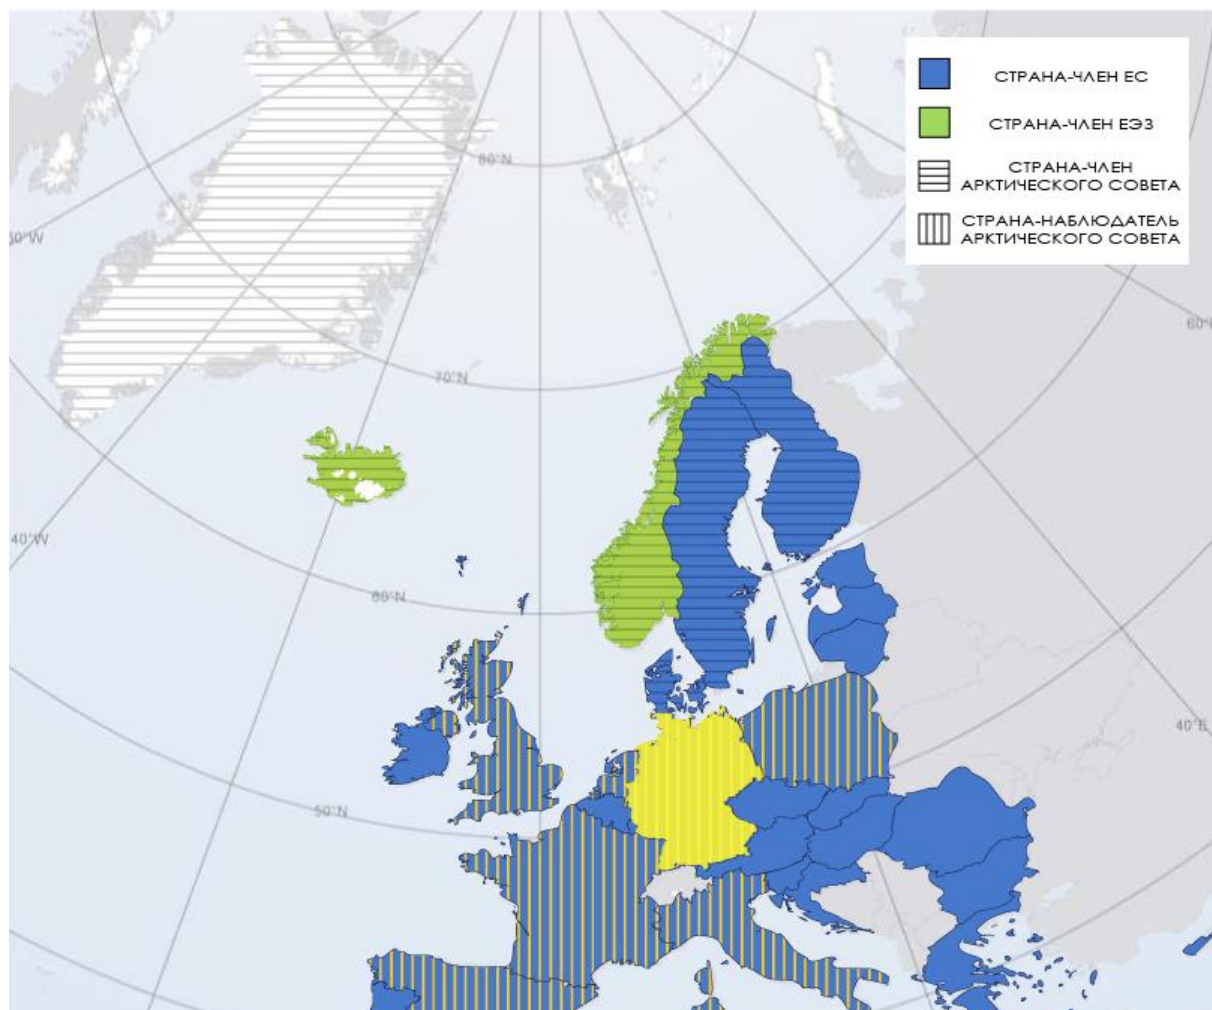 СТРАНА-ЧЛЕН ЕС
СТРАНА-ЧЛЕН ЕЭЗ
СТРАНА-ЧЛЕН
АРКТИЧЕСКОГО СОВЕТА
СТРАНА-НАБЛЮДАТЕЛЬ
АРКТИЧЕСКОГО СОВЕТА
80°N
70°N
40°W
60°N
40°E
50°N